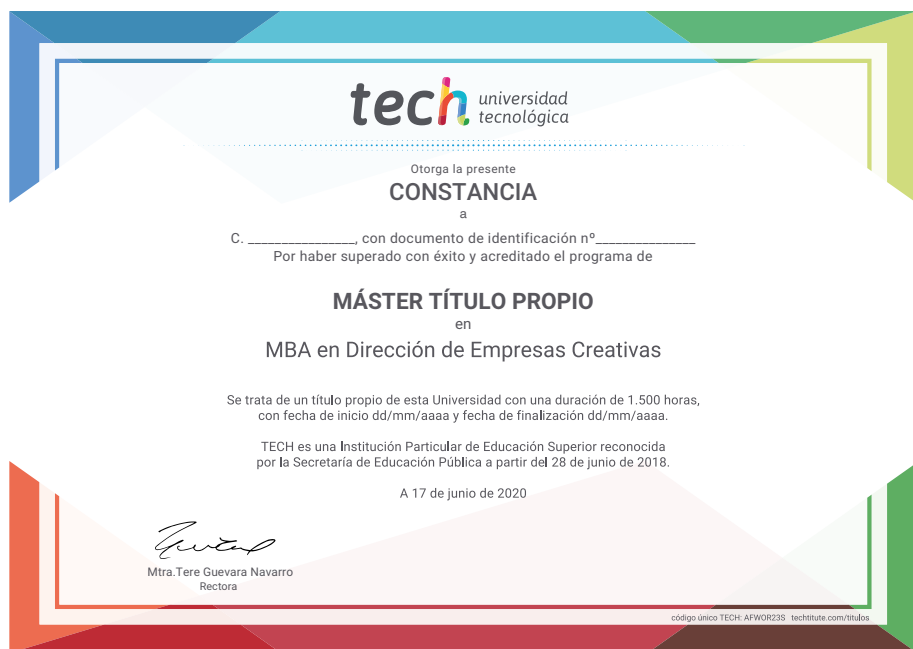 tech universidad
tecnológica
Otorga la presente
CONSTANCIA
a
C. ________________, con documento de identificación nº_______________
Por haber superado con éxito y acreditado el programa de
MÁSTER TÍTULO PROPIO
en
MBA en Dirección de Empresas Creativas
Se trata de un título propio de esta Universidad con una duración de 1.500 horas,
con fecha de inicio dd/mm/aaaa y fecha de finalización dd/mm/aaaa.
TECH es una Institución Particular de Educación Superior reconocida
por la Secretaría de Educación Pública a partir del 28 de junio de 2018.
A 17 de junio de 2020
Mtra.Tere Guevara Navarro
Rectora
código único TECH: AFWOR23S techtitute.com/titulos